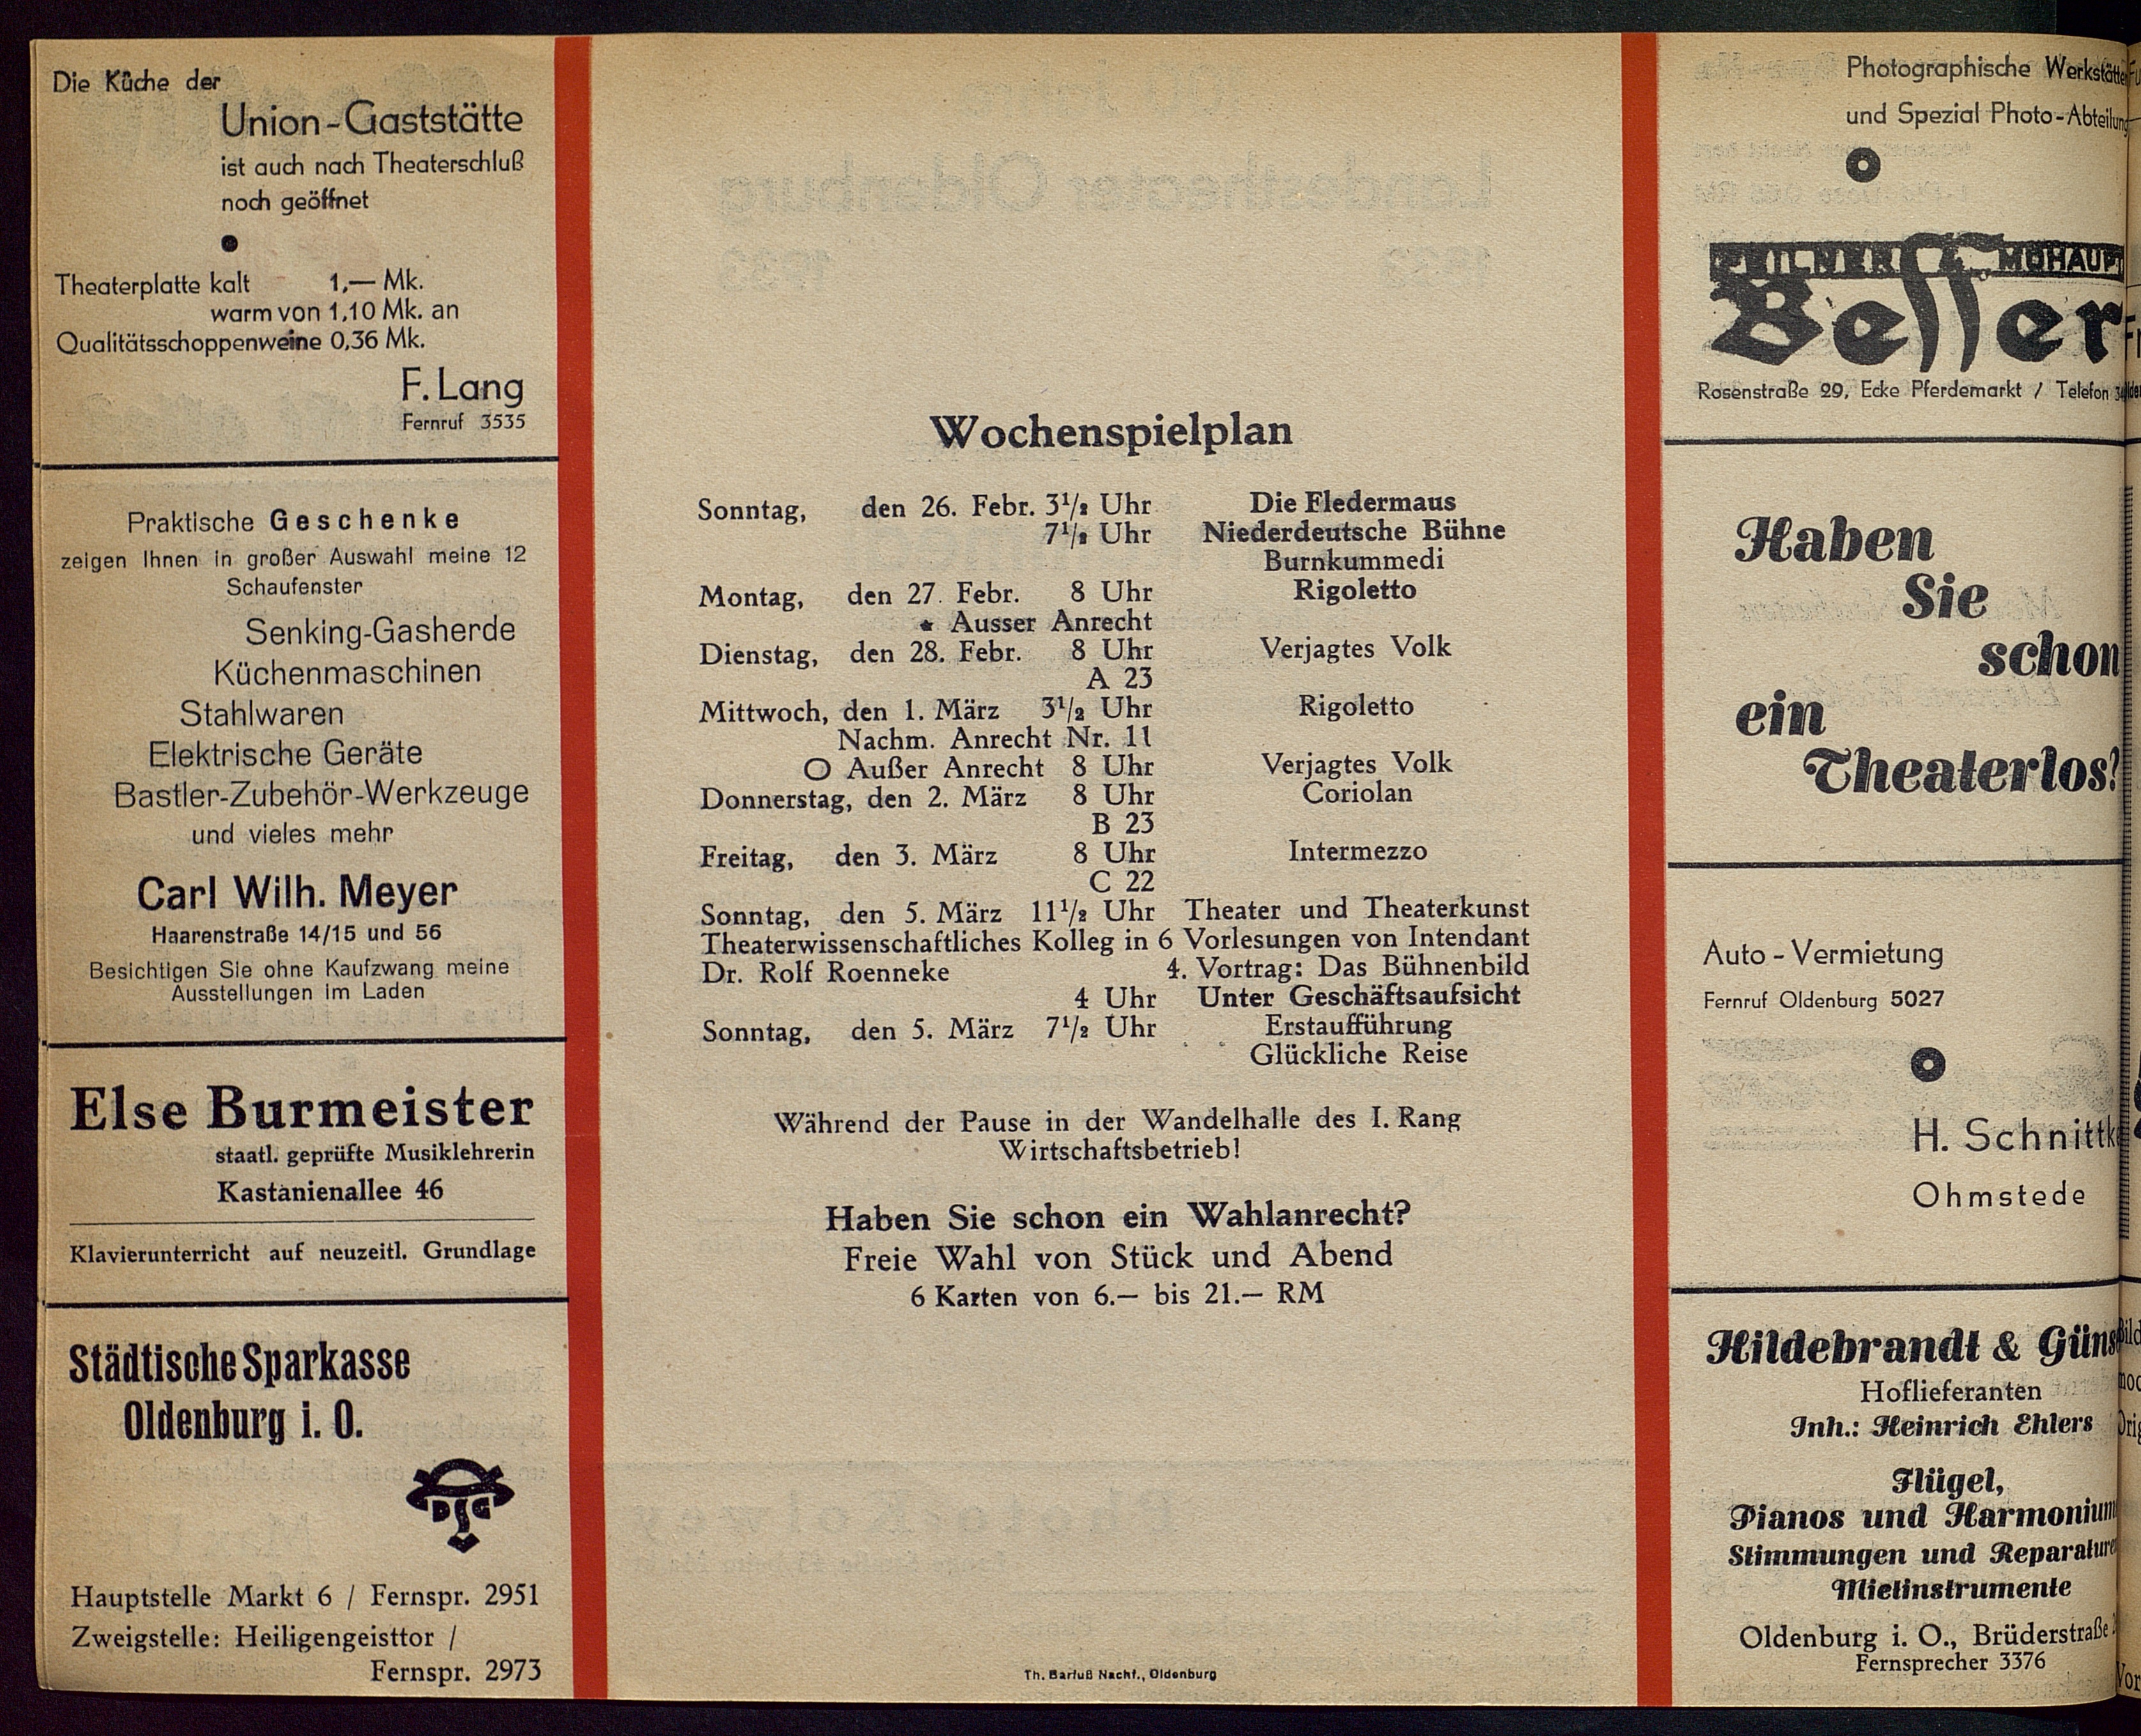 Die Küche der
Union-Gaststätte
ist auch nach Theaterschluß
noch geöffnet
Theaterplatte kalt 1,— Mk.
warm von 1,10 Mk. an
Qualitätsschoppenweine 0,36 Mk.
F. Lang
Fernruf 3535
Praktische Geschenke
zeigen Ihnen in großer Auswahl meine 12
Schaufenster
Senking-Gasherde
Küchenmaschinen
Stahlwaren
Elektrische Geräte
Bastler-Zubehör-Werkzeuge
und vieles mehr
Carl Wilh. Meyer
Haarenstraße 14/15 und 56
Besichtigen Sie ohne Kaufzwang meine
Ausstellungen im Laden
Else Burmeister
staatl. geprüfte Musiklehrerin
Kastanienallee 46
Klavierunterricht auf neuzeitl. Grundlage
Städtische Sparkasse
Oldenburg i. O.
DSG
Hauptstelle Markt 6 / Fernspr. 2951
Zweigstelle: Heiligengeisttor /
Fernspr. 2973
Wochenspielplan
Sonntag, den 26. Febr. 3½ Uhr Die Fledermaus
7½ Uhr Niederdeutsche Bühne
Burnkummedi
Montag, den 27. Febr. 8 Uhr Rigoletto
* Ausser Anrecht
Dienstag, den 28. Febr. 8 Uhr Verjagtes Volk
A 23
Mittwoch, den 1. März 3½ Uhr Rigoletto
Nachm. Anrecht Nr. 11
O Außer Anrecht 8 Uhr Verjagtes Volk
Donnerstag, den 2. März 8 Uhr Coriolan
B 23
Freitag, den 3. März 8 Uhr Intermezzo
C 22
Sonntag, den 5. März 11½ Uhr Theater und Theaterkunst
Theaterwissenschaftliches Kolleg in 6 Vorlesungen von Intendant
Dr. Rolf Roenneke 4. Vortrag: Das Bühnenbild
4 Uhr Unter Geschäftsaufsicht
Sonntag, den 5. März 7½ Uhr Erstaufführung
Glückliche Reise
Während der Pause in der Wandelhalle des I. Rang
Wirtschaftsbetrieb!
Haben Sie schon ein Wahlanrecht?
Freie Wahl von Stück und Abend
6 Karten von 6.— bis 21.— RM
Th. Barfuß Nachf., Oldenburg
Photographische Werkstätte
und Spezial Photo-Abteilung
MOHAUPT
Besser
Rosenstraße 29, Ecke Pferdemarkt / Telefon
Haben
Sie
schon
ein
Theaterlos?
Auto-Vermietung
Fernruf Oldenburg 5027
H. Schnittk
Ohmstede
Hildebrandt & Güns
Hoflieferanten
Inh.: Heinrich Ehlers
Flügel,
Pianos und Harmonium
Stimmungen und Reparature
Mietinstrumente
Oldenburg i. O., Brüderstraße
Fernsprecher 3376